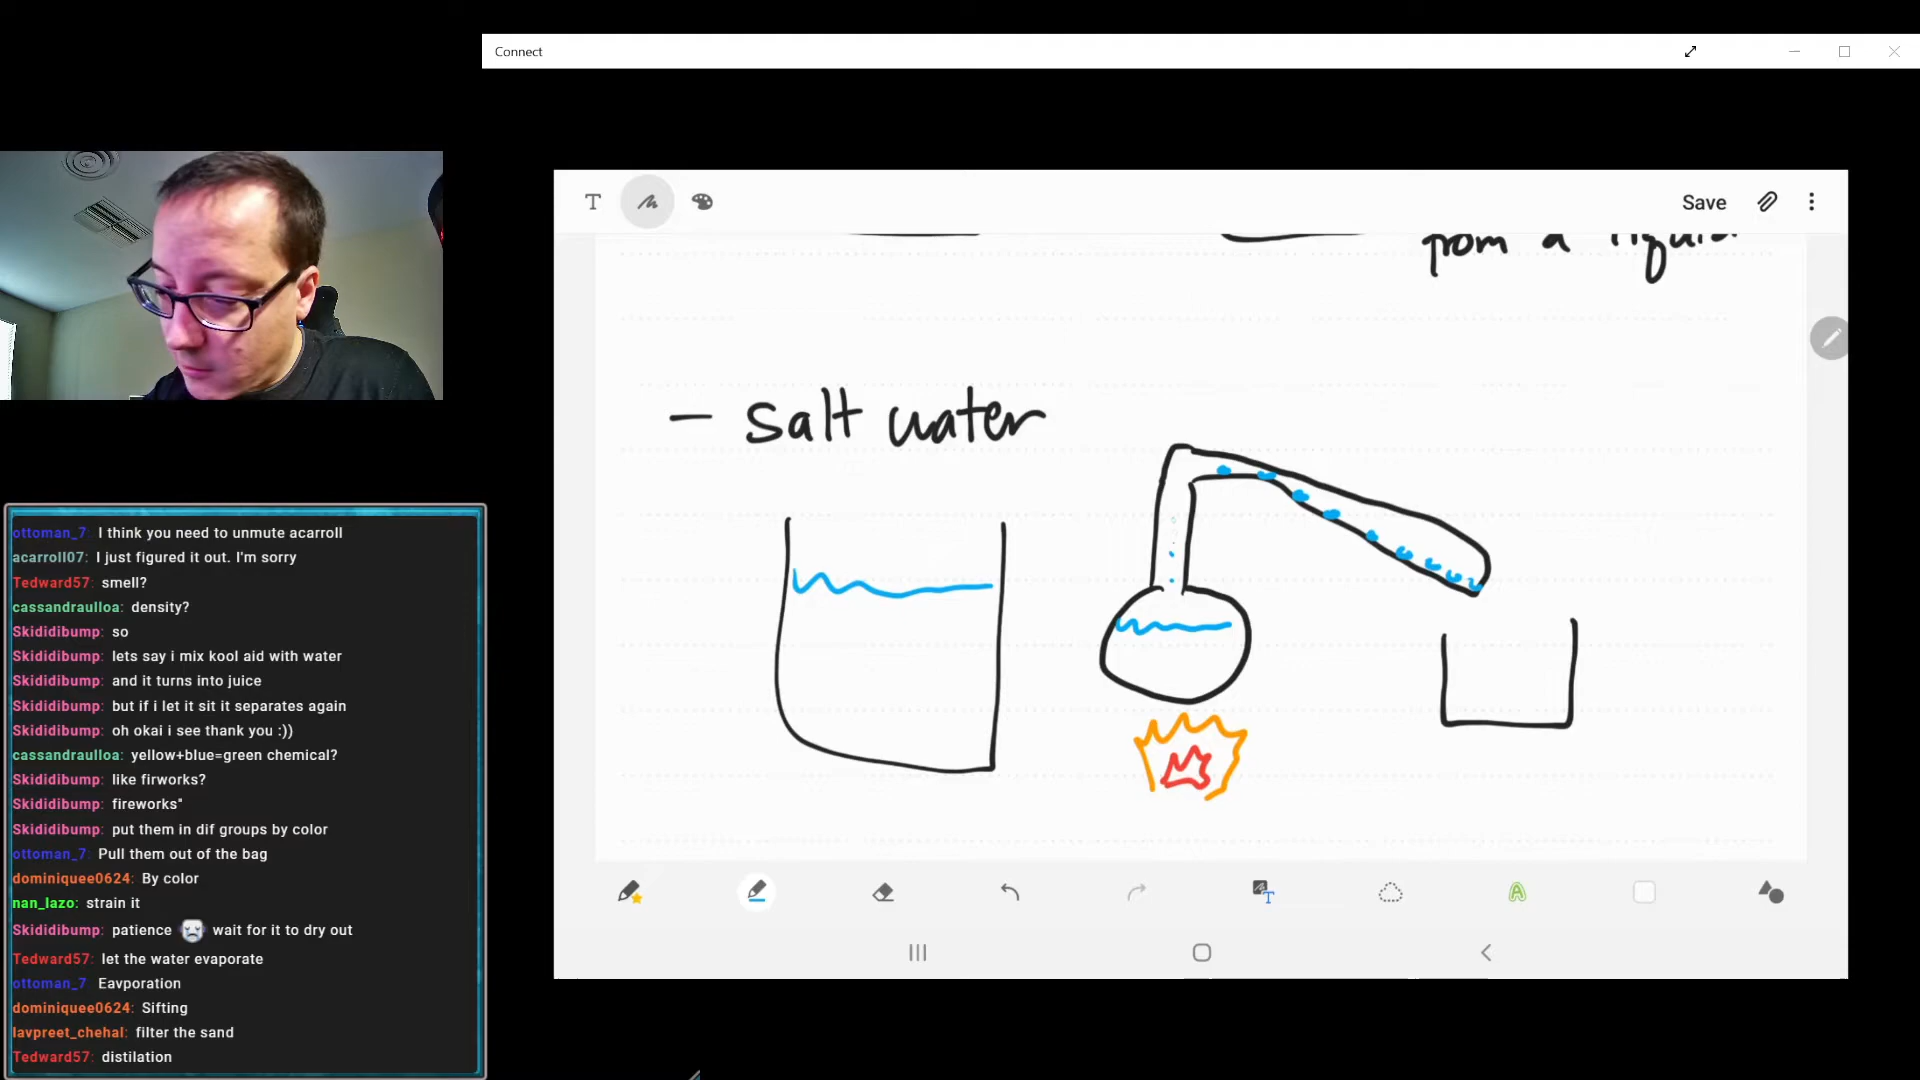 Connect
Save
from a liquid
- salt water
ottoman_7: I think you need to unmute acarroll
acarroll07: I just figured it out. I'm sorry
Tedward57: smell?
cassandraulloa: density?
Skididibump: so
Skididibump: lets say i mix kool aid with water
Skididibump: and it turns into juice
Skididibump: but if i let it sit it separates again
Skididibump: oh okai i see thank you :))
cassandraulloa: yellow+blue=green chemical?
Skididibump: like firworks?
Skididibump: fireworks"
Skididibump: put them in dif groups by color
ottoman_7: Pull them out of the bag
dominiquee0624: By color
nan_lazo: strain it
Skididibump: patience wait for it to dry out
Tedward57: let the water evaporate
ottoman_7 Eavporation
dominiquee0624: Sifting
lavpreet_chehal: filter the sand
Tedward57: distilation